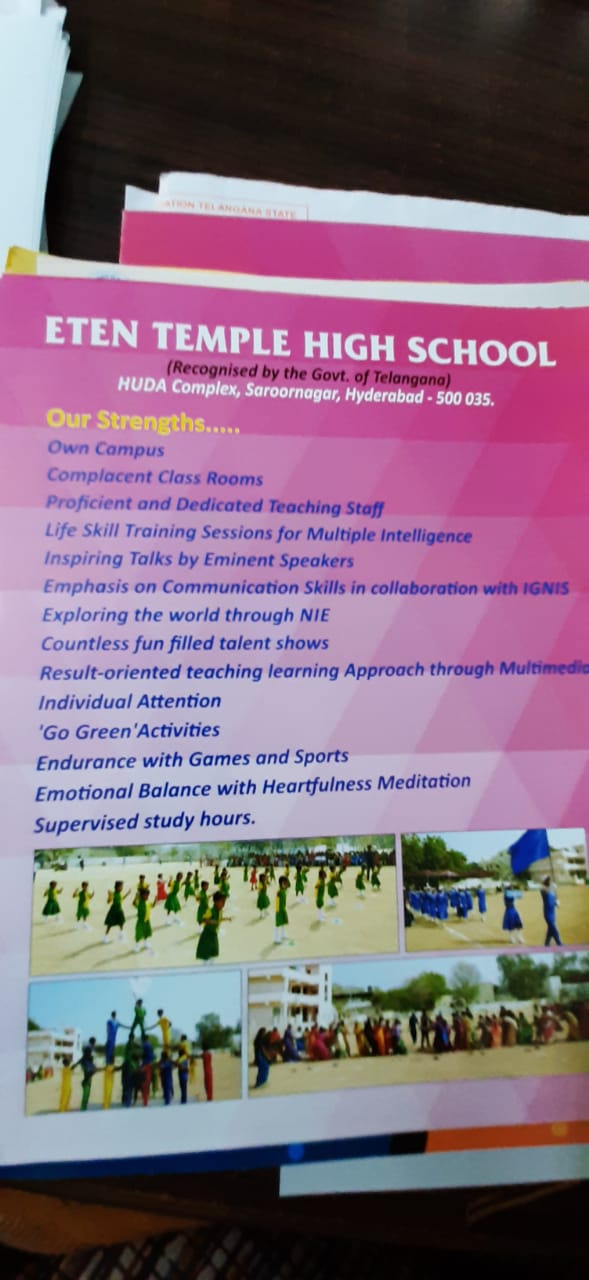 ATION TELANGANA STATE
ETEN TEMPLE HIGH SCHOOL
(Recognised by the Govt. of Telangana)
HUDA Complex, Saroornagar, Hyderabad - 500 035.
Our Strengths.....
Own Campus
Complacent Class Rooms
Proficient and Dedicated Teaching Staff
Life Skill Training Sessions for Multiple Intelligence
Inspiring Talks by Eminent Speakers
Emphasis on Communication Skills in collaboration with IGNIS
Exploring the world through NIE
Countless fun filled talent shows
Result-oriented teaching learning Approach through Multimedia
Individual Attention
'Go Green'Activities
Endurance with Games and Sports
Emotional Balance with Heartfulness Meditation
Supervised study hours.